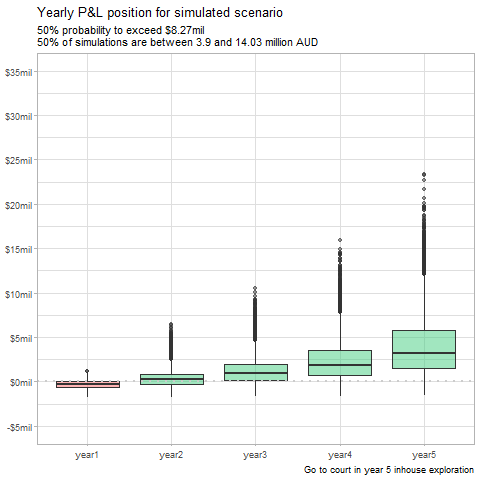 Yearly P&L position for simulated scenario
50% probability to exceed $8.27mil
50% of simulations are between 3.9 and 14.03 million AUD
$35mil
$30mil
$25mil
$20mil
$15mil
$10mil
$5mil
$0mil
-$5mil
year1 year2 year3 year4 year5
Go to court in year 5 inhouse exploration